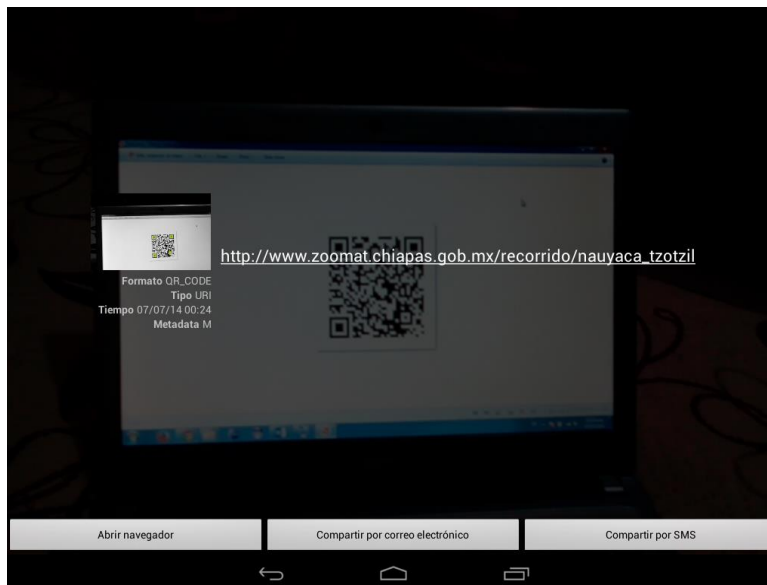 http://www.zoomat.chiapas.gob.mx/recorrido/nauyaca_tzotzil
Formato QR_CODE
Tipo URI
Tiempo 07/07/14 00:24
Metadata M
Abrir navegador
Compartir por correo electrónico
Compartir por SMS